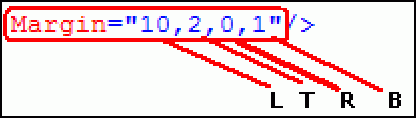 Margin="10,2,0,1"/>
L T R B